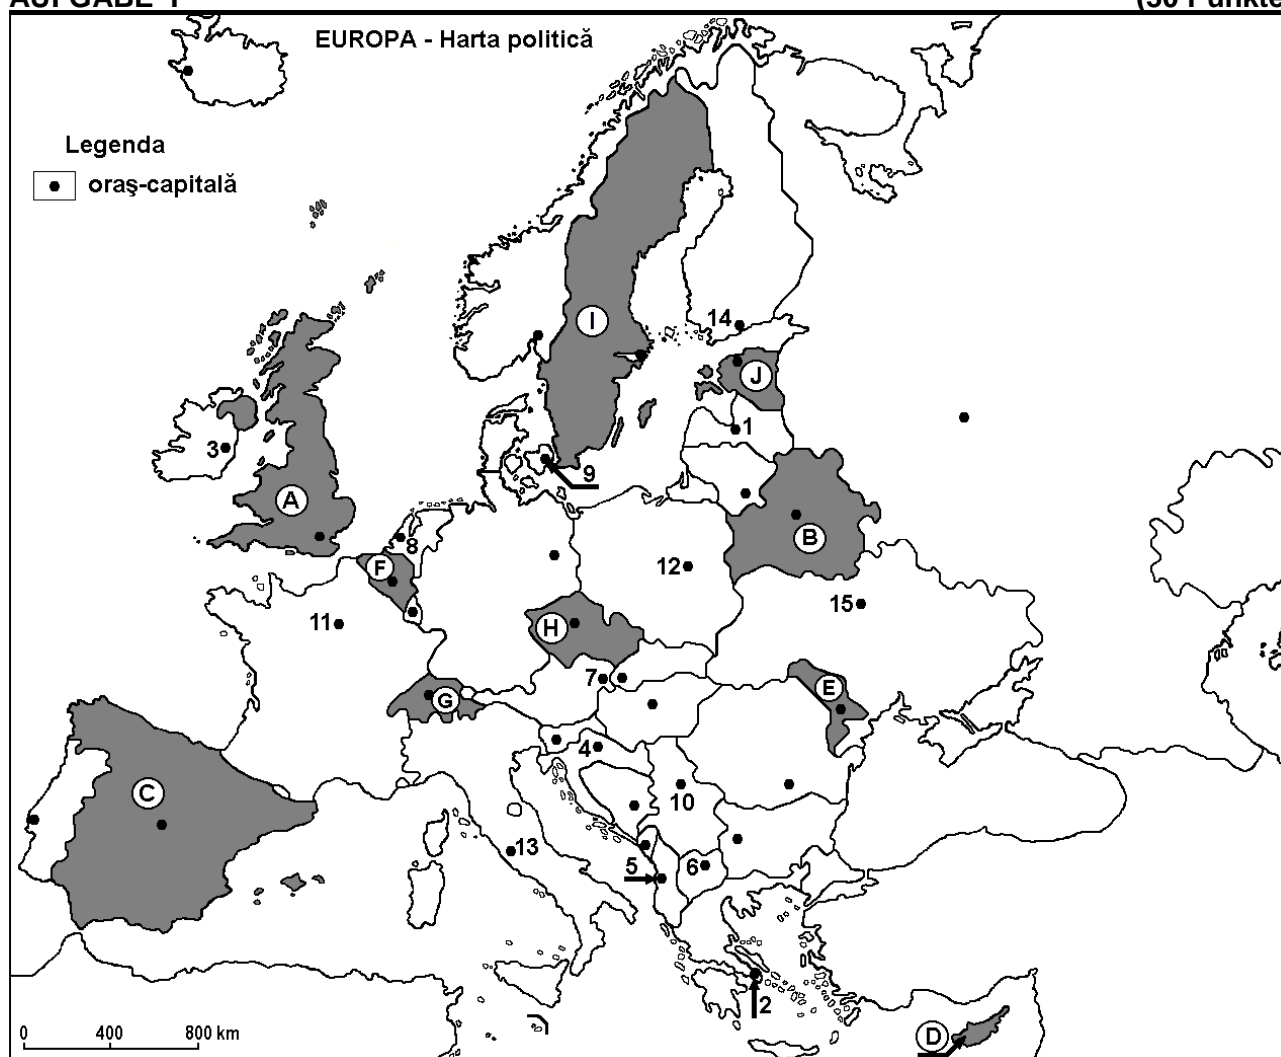 AUFGABE 1
(30 Punkte
EUROPA - Harta politică
Legenda
oraş-capitală
I
14
J
1
3
9
A
8
B
F
12
15
11
H
7
E
G
4
C
10
13
5
6
2
D
0 400 800 km